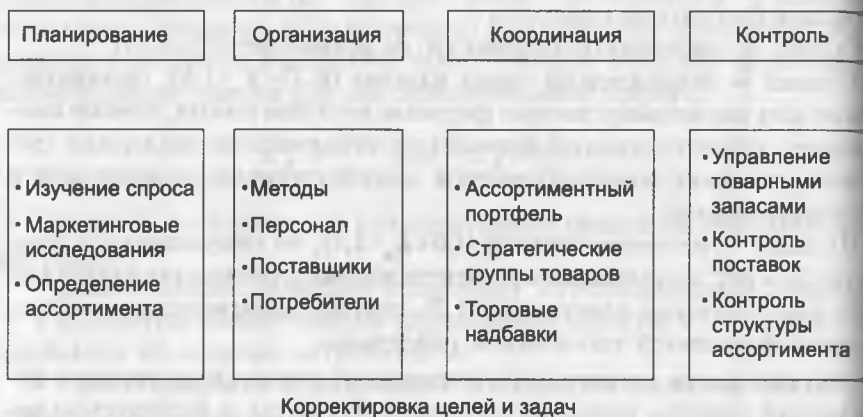 Планирование
Организация
Координация
Контроль
• Изучение спроса
• Маркетинговые
исследования
• Определение
ассортимента
• Методы
• Персонал
• Поставщики
• Потребители
• Ассортиментный
портфель
• Стратегические
группы товаров
• Торговые
надбавки
• Управление
товарными
запасами
• Контроль
поставок
• Контроль
структуры
ассортимента
Корректировка целей и задач